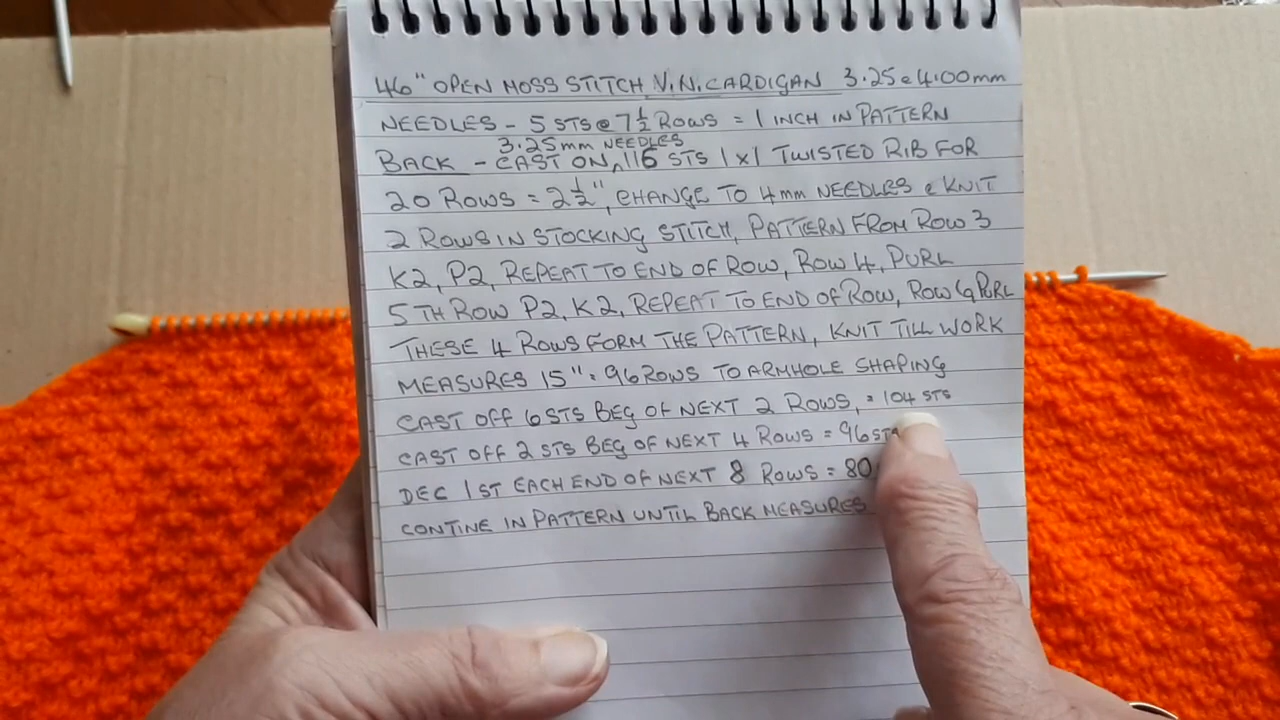 46" OPEN MOSS STITCH V.N. CARDIGAN 3.25 & 4.00mm
NEEDLES - 5 STS @ 7½ ROWS = 1 INCH IN PATTERN
3.25mm NEEDLES
BACK - CAST ON ^ 116 STS 1x1 TWISTED RIB FOR
20 ROWS = 2½", CHANGE TO 4mm NEEDLES & KNIT
2 ROWS IN STOCKING STITCH, PATTERN FROM ROW 3
K2, P2, REPEAT TO END OF ROW, ROW 4, PURL
5TH ROW P2, K2, REPEAT TO END OF ROW, ROW 6 PURL
THESE 4 ROWS FORM THE PATTERN, KNIT TILL WORK
MEASURES 15" = 96 ROWS TO ARMHOLE SHAPING
CAST OFF 6 STS BEG OF NEXT 2 ROWS, = 104 STS
CAST OFF 2 STS BEG OF NEXT 4 ROWS = 96 STS
DEC 1ST EACH END OF NEXT 8 ROWS = 80
CONTINE IN PATTERN UNTIL BACK MEASURES